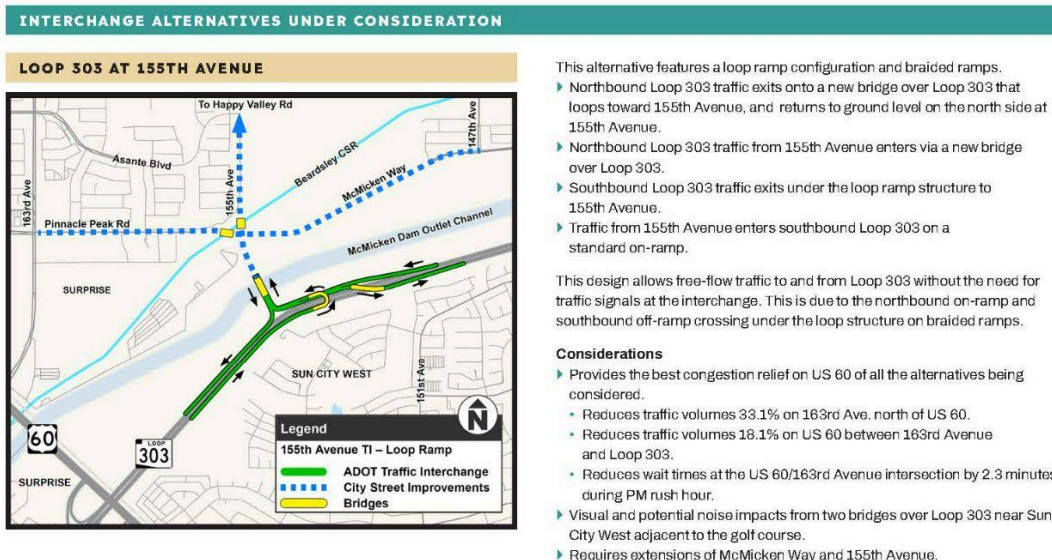 INTERCHANGE ALTERNATIVES UNDER CONSIDERATION
LOOP 303 AT 155TH AVENUE
To Happy Valley Rd
147th Ave
Asante Blvd
Beardsley CSR
163rd Ave
155th Ave
McMicken Way
Pinnacle Peak Rd
McMicken Dam Outlet Channel
SURPRISE
SUN CITY WEST
151st Ave
60
LOOP
303
SURPRISE
N
Legend
155th Avenue TI – Loop Ramp
ADOT Traffic Interchange
City Street Improvements
Bridges
This alternative features a loop ramp configuration and braided ramps.
Northbound Loop 303 traffic exits onto a new bridge over Loop 303 that
loops toward 155th Avenue, and returns to ground level on the north side at
155th Avenue.
Northbound Loop 303 traffic from 155th Avenue enters via a new bridge
over Loop 303.
Southbound Loop 303 traffic exits under the loop ramp structure to
155th Avenue.
Traffic from 155th Avenue enters southbound Loop 303 on a
standard on-ramp.
This design allows free-flow traffic to and from Loop 303 without the need for
traffic signals at the interchange. This is due to the northbound on-ramp and
southbound off-ramp crossing under the loop structure on braided ramps.
Considerations
Provides the best congestion relief on US 60 of all the alternatives being
considered.
Reduces traffic volumes 33.1% on 163rd Ave. north of US 60.
Reduces traffic volumes 18.1% on US 60 between 163rd Avenue
and Loop 303.
Reduces wait times at the US 60/163rd Avenue intersection by 2.3 minutes
during PM rush hour.
Visual and potential noise impacts from two bridges over Loop 303 near Sun
City West adjacent to the golf course.
Requires extensions of McMicken Way and 155th Avenue.